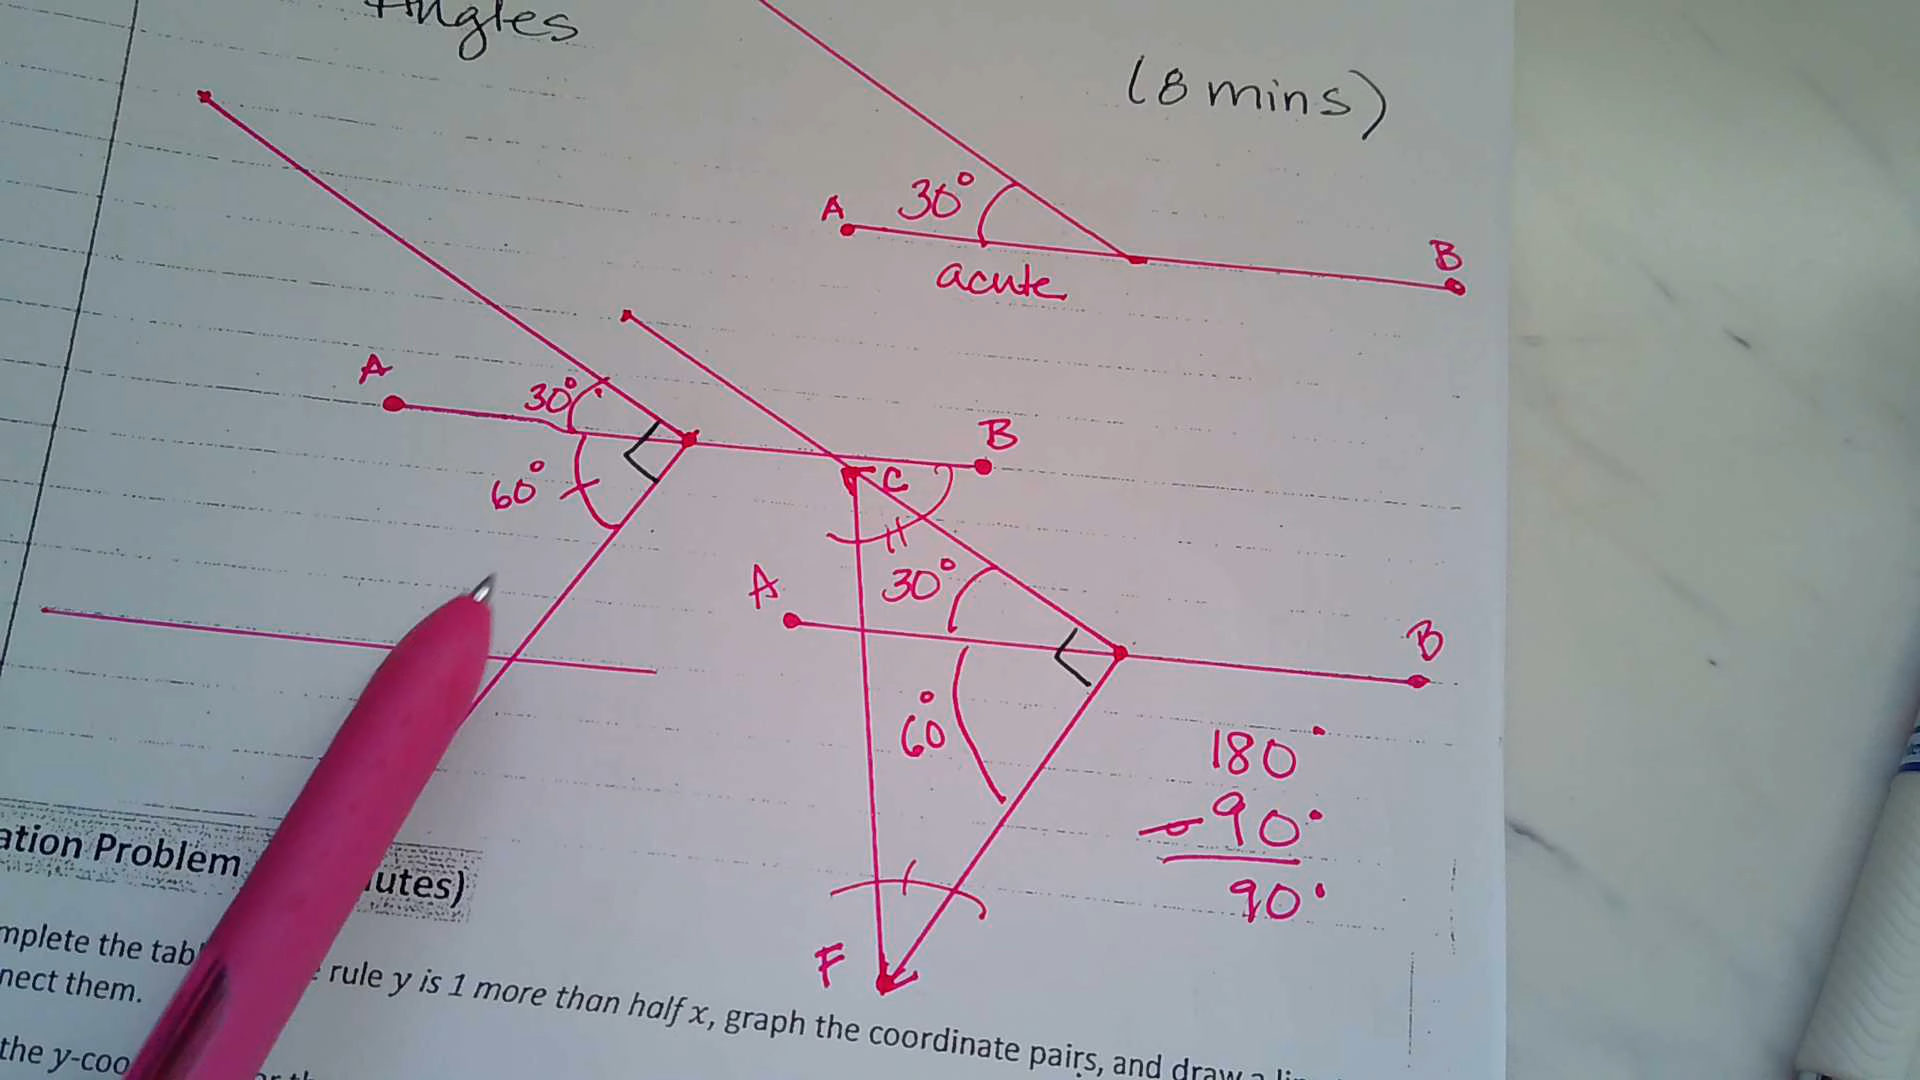 Angles
(8 mins)
30°
A
B
acute
A
30°
B
60°
C
30°
A
B
60°
180°
- 90°
90°
F
ation Problem
utes)
mplete the tab
rule y is 1 more than half x, graph the coordinate pairs, and draw a
nect them.
the y-coo